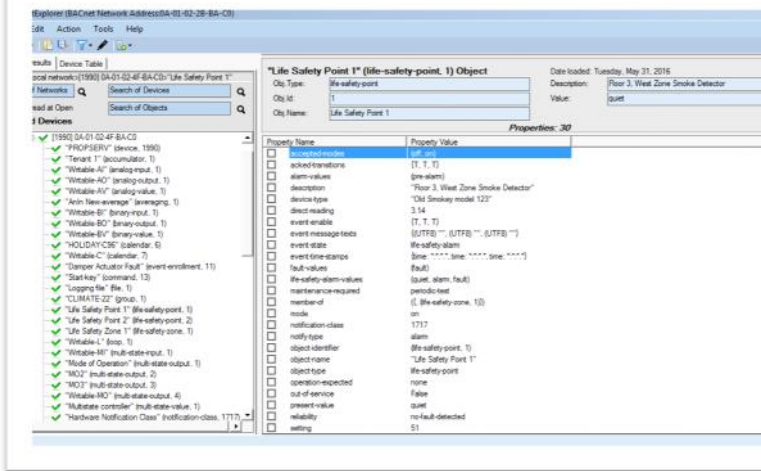 Explorer (BACnet Network Address:0A-01-02-2B-BA-C0)
Edit Action Tools Help
esults Device Table
ocal network>[1990] 0A-01-02-4F-BA-C0>"Life Safety Point 1"
f Networks Search of Devices
ead at Open Search of Objects
d Devices
[1990] 0A-01-02-4F-BA-C0
"PROPSERV" (device, 1990)
"Tenant 1" (accumulator, 1)
"Writable-AI" (analog-input, 1)
"Writable-AO" (analog-output, 1)
"Writable-AV" (analog-value, 1)
"AnIn New-average" (averaging, 1)
"Writable-BI" (binary-input, 1)
"Writable-BO" (binary-output, 1)
"Writable-BV" (binary-value, 1)
"HOLIDAY-C96" (calendar, 6)
"Writable-C" (calendar, 7)
"Damper Actuator Fault" (event-enrollment, 11)
"Start-key" (command, 13)
"Logging file" (file, 1)
"CLIMATE-22" (group, 1)
"Life Safety Point 1" (life-safety-point, 1)
"Life Safety Point 2" (life-safety-point, 2)
"Life Safety Zone 1" (life-safety-zone, 1)
"Writable-L" (loop, 1)
"Writable-MI" (multi-state-input, 1)
"Mode of Operation" (multi-state-output, 1)
"MO2" (multi-state-output, 2)
"MO3" (multi-state-output, 3)
"Writable-MO" (multi-state-output, 4)
"Multistate controller" (multi-state-value, 1)
"Hardware Notification Class" (notification-class, 1717)
"Life Safety Point 1" (life-safety-point, 1) Object
Date loaded: Tuesday, May 31, 2016
Obj.Type: life-safety-point
Description: Floor 3, West Zone Smoke Detector
Obj.Id: 1
Value: quiet
Obj.Name: Life Safety Point 1
Properties: 30
Property Name Property Value
accepted-modes {off, on}
acked-transitions {T, T, T}
alarm-values {pre-alarm}
description "Floor 3, West Zone Smoke Detector"
device-type "Old Smokey model 123"
direct-reading 3.14
event-enable {T, T, T}
event-message-texts {(UTF8) "", (UTF8) "", (UTF8) ""}
event-state life-safety-alarm
event-time-stamps
fault-values {fault}
life-safety-alarm-values {quiet, alarm, fault}
maintenance-required periodic-test
member-of {{, (life-safety-zone, 1)}}
mode on
notification-class 1717
notify-type alarm
object-identifier (life-safety-point, 1)
object-name "Life Safety Point 1"
object-type life-safety-point
operation-expected none
out-of-service False
present-value quiet
reliability no-fault-detected
setting 51